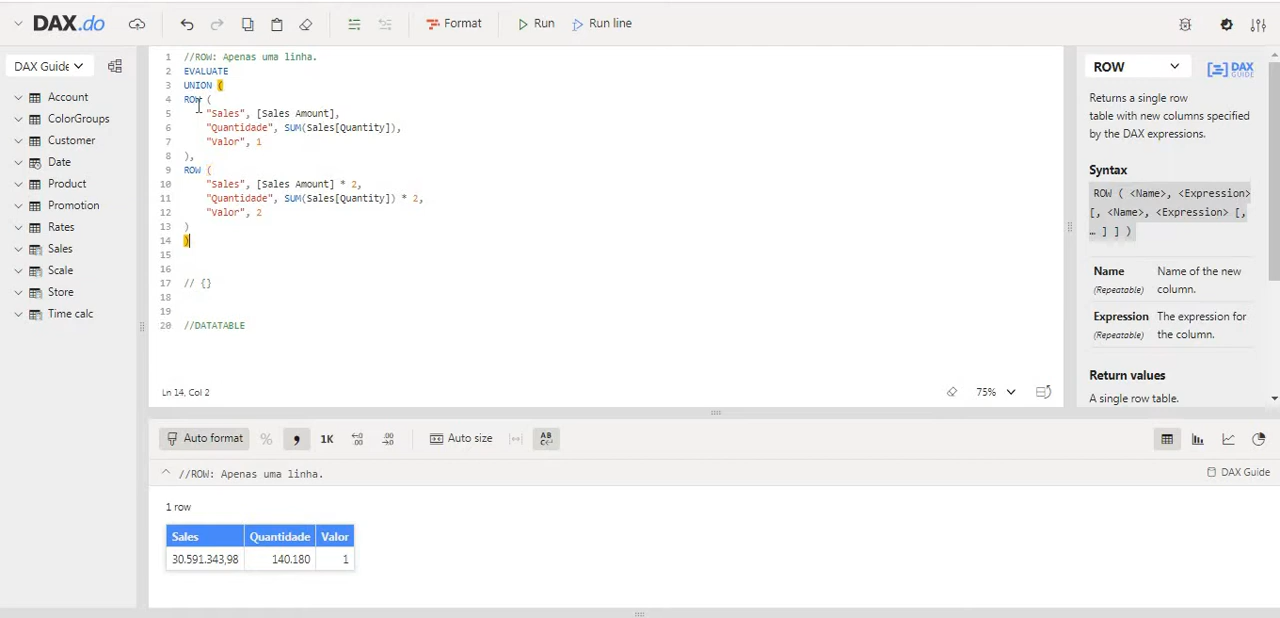 DAX.do
Format
Run
Run line
DAX Guide
Account
ColorGroups
Customer
Date
Product
Promotion
Rates
Sales
Scale
Store
Time calc
1 //ROW: Apenas uma linha.
2 EVALUATE
3 UNION (
4 ROW (
5 "Sales", [Sales Amount],
6 "Quantidade", SUM(Sales[Quantity]),
7 "Valor", 1
8 ),
9 ROW (
10 "Sales", [Sales Amount] * 2,
11 "Quantidade", SUM(Sales[Quantity]) * 2,
12 "Valor", 2
13 )
14 )
15
16
17 // {}
18
19
20 //DATATABLE
Ln 14, Col 2
75%
ROW
DAX GUIDE
Returns a single row
table with new columns specified
by the DAX expressions.
Syntax
ROW ( <Name>, <Expression>
[, <Name>, <Expression> [,
… ] ] )
Name Name of the new
(Repeatable) column.
Expression The expression for
(Repeatable) the column.
Return values
A single row table.
Auto format
%
,
1K
.00
.00
Auto size
AB
C
//ROW: Apenas uma linha.
DAX Guide
1 row
Sales Quantidade Valor
30.591.343,98 140.180 1